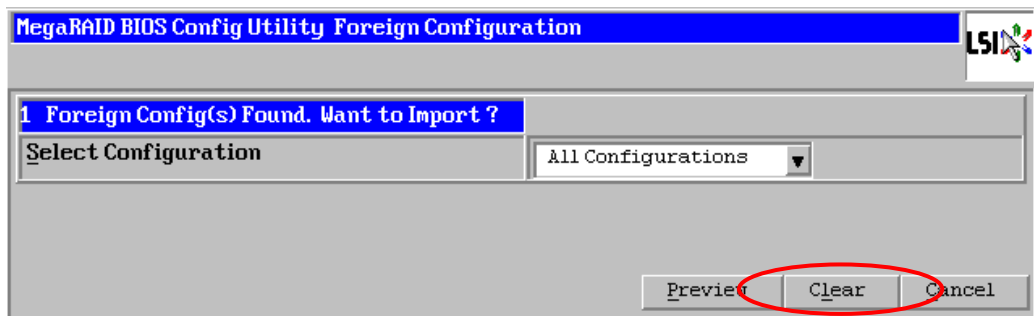 MegaRAID BIOS Config Utility Foreign Configuration
LSI
1 Foreign Config(s) Found. Want to Import ?
Select Configuration
All Configurations
Preview Clear Cancel